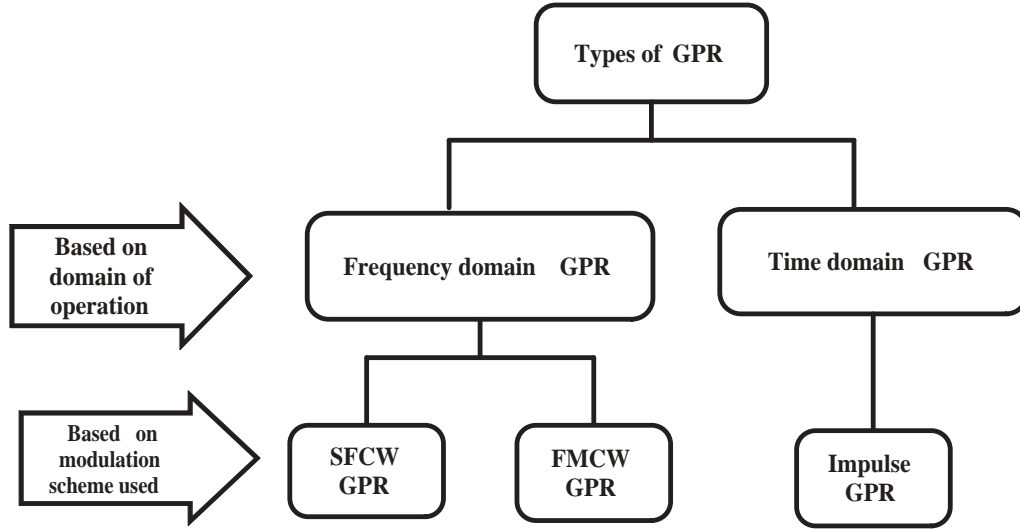 Types of GPR
Based on
domain of
operation
Frequency domain GPR
Time domain GPR
Based on
modulation
scheme used
SFCW
GPR
FMCW
GPR
Impulse
GPR